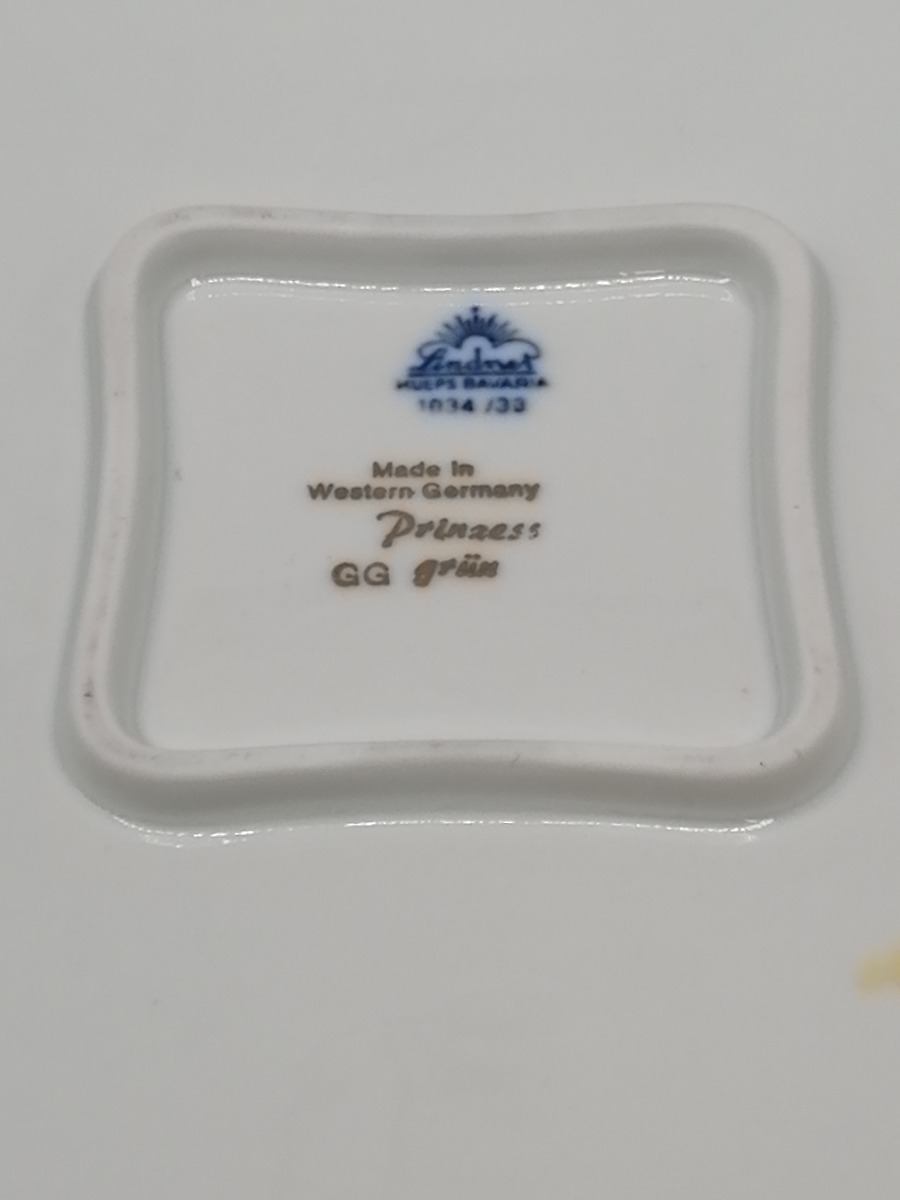 Lindner
KUEPS BAVARIA
1034 /33
Made in
Western Germany
Prinzess
GG grün